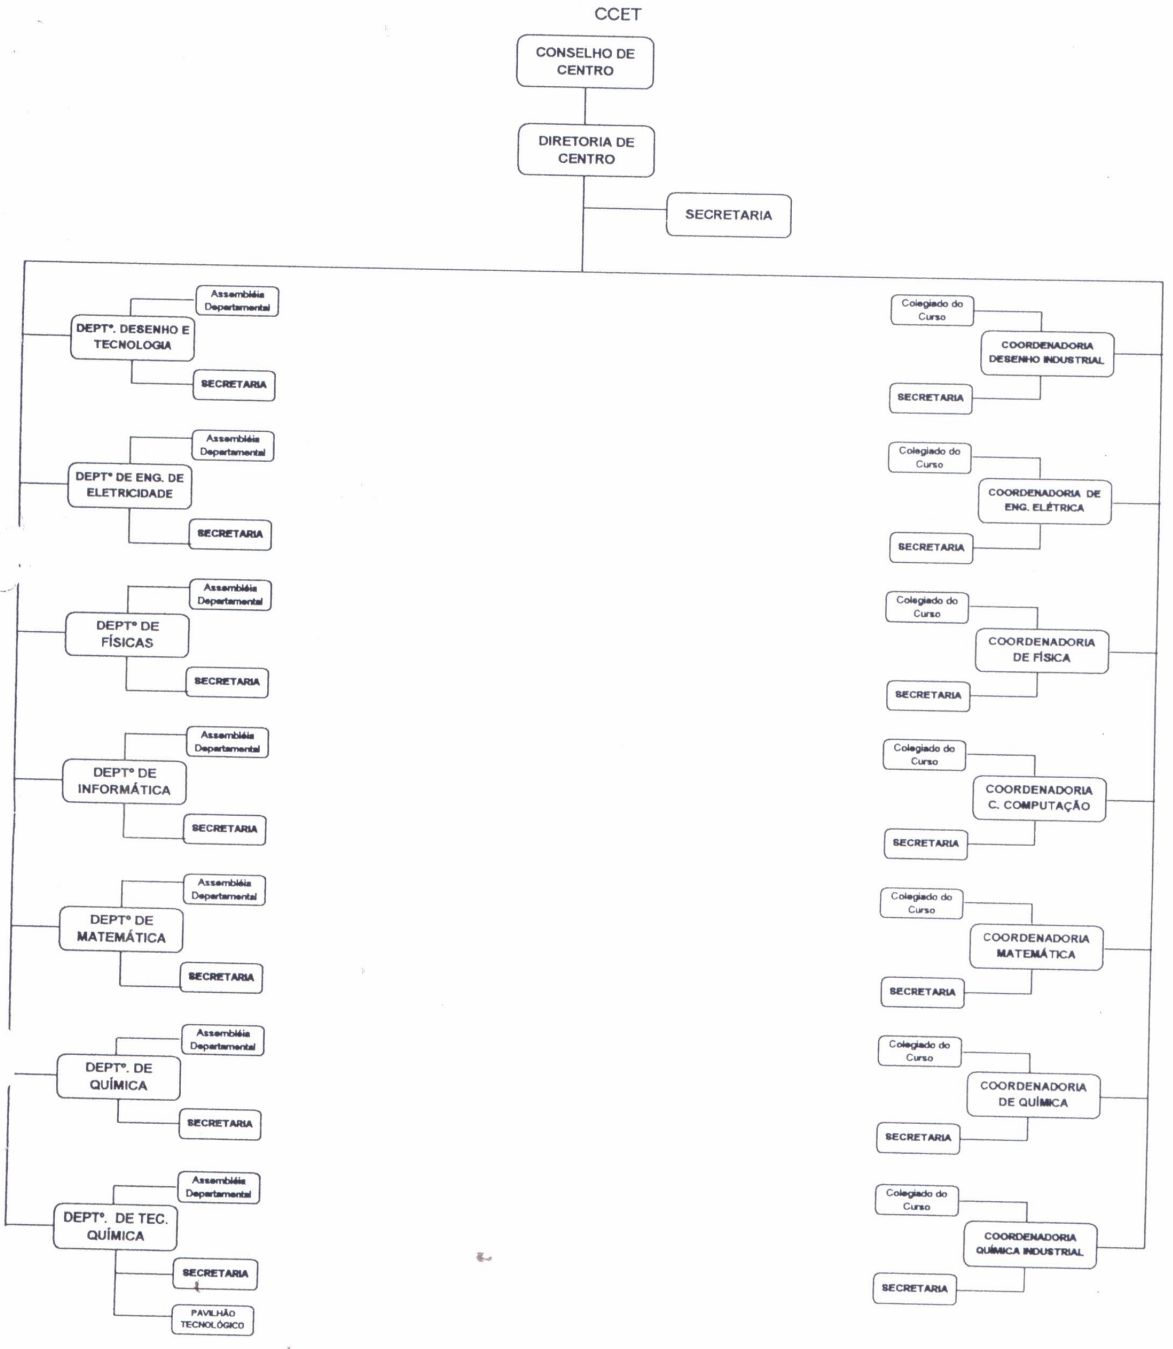 CCET
CONSELHO DE
CENTRO
DIRETORIA DE
CENTRO
SECRETARIA
Assembléia
Departamental
DEPTº. DESENHO E
TECNOLOGIA
SECRETARIA
Assembléia
Departamental
DEPTº DE ENG. DE
ELETRICIDADE
SECRETARIA
Assembléia
Departamental
DEPTº DE
FÍSICAS
SECRETARIA
Assembléia
Departamental
DEPTº DE
INFORMÁTICA
SECRETARIA
Assembléia
Departamental
DEPTº DE
MATEMÁTICA
SECRETARIA
Assembléia
Departamental
DEPTº. DE
QUÍMICA
SECRETARIA
Assembléia
Departamental
DEPTº. DE TEC.
QUÍMICA
SECRETARIA
PAVILHÃO
TECNOLÓGICO
Colegiado do
Curso
COORDENADORIA
DESENHO INDUSTRIAL
SECRETARIA
Colegiado do
Curso
COORDENADORIA DE
ENG. ELÉTRICA
SECRETARIA
Colegiado do
Curso
COORDENADORIA
DE FÍSICA
SECRETARIA
Colegiado do
Curso
COORDENADORIA
C. COMPUTAÇÃO
SECRETARIA
Colegiado do
Curso
COORDENADORIA
MATEMÁTICA
SECRETARIA
Colegiado do
Curso
COORDENADORIA
DE QUÍMICA
SECRETARIA
Colegiado do
Curso
COORDENADORIA
QUÍMICA INDUSTRIAL
SECRETARIA